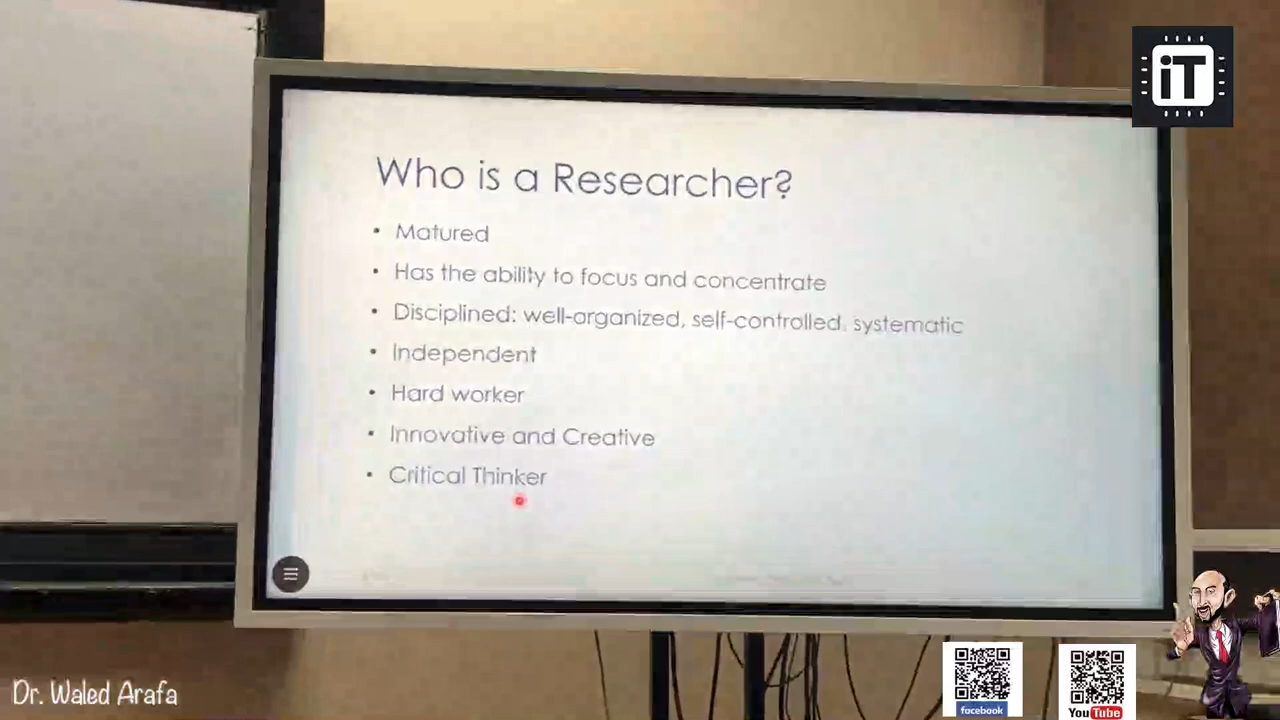 iT
Who is a Researcher?
• Matured
• Has the ability to focus and concentrate
• Disciplined: well-organized, self-controlled, systematic
• Independent
• Hard worker
• Innovative and Creative
• Critical Thinker
Dr. Waled Arafa
facebook
YouTube